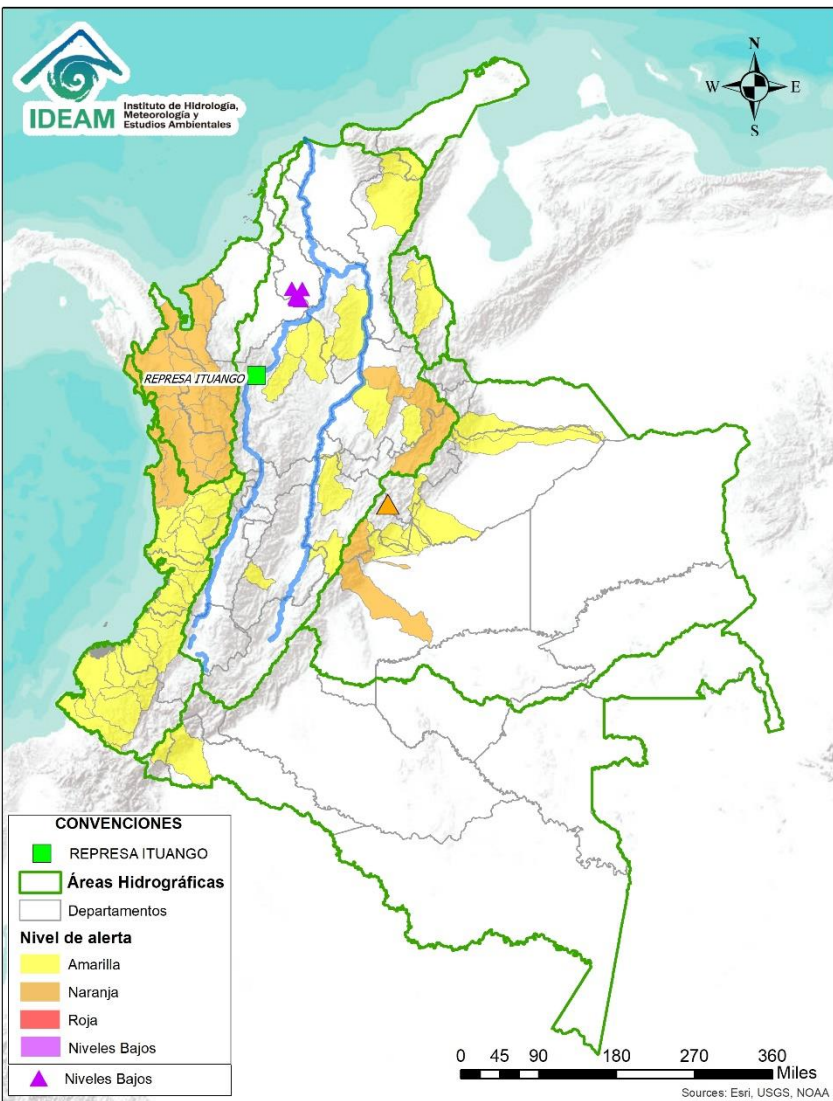 IDEAM
Instituto de Hidrología,
Meteorología y
Estudios Ambientales
N
W
E
S
REPRESA ITUANGO
CONVENCIONES
REPRESA ITUANGO
Áreas Hidrográficas
Departamentos
Nivel de alerta
Amarilla
Naranja
Roja
Niveles Bajos
Niveles Bajos
0 45 90 180 270 360
Miles
Sources: Esri, USGS, NOAA